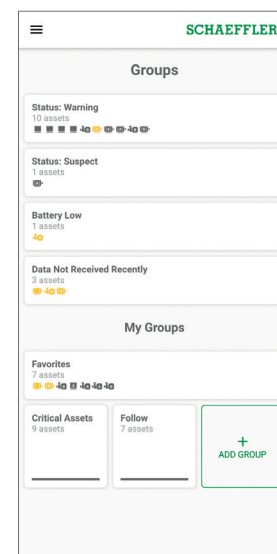 SCHAEFFLER
Groups
Status: Warning
10 assets
Status: Suspect
1 assets
Battery Low
1 assets
Data Not Received Recently
3 assets
My Groups
Favorites
7 assets
Critical Assets
9 assets
Follow
7 assets
+
ADD GROUP